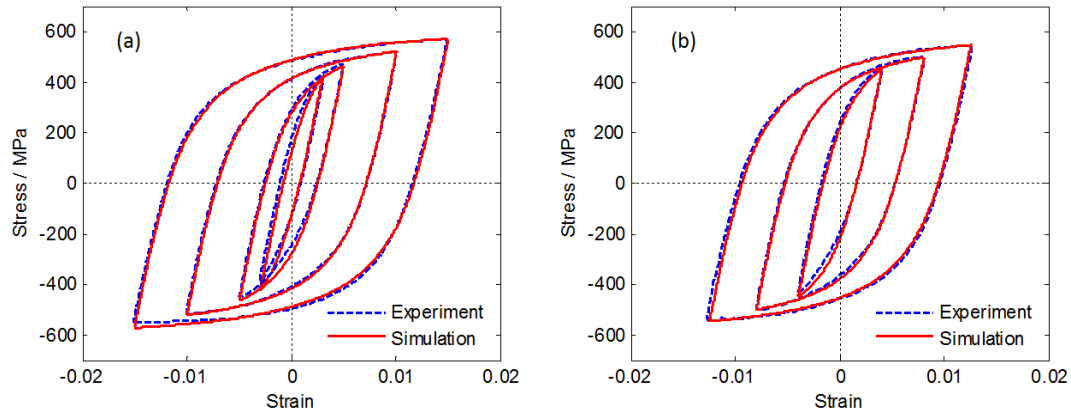 (a)
600
400
200
0
-200
-400
-600
Stress / MPa
-0.02
-0.01
0
0.01
0.02
Strain
Experiment
Simulation
(b)
600
400
200
0
-200
-400
-600
Stress / MPa
-0.02
-0.01
0
0.01
0.02
Strain
Experiment
Simulation